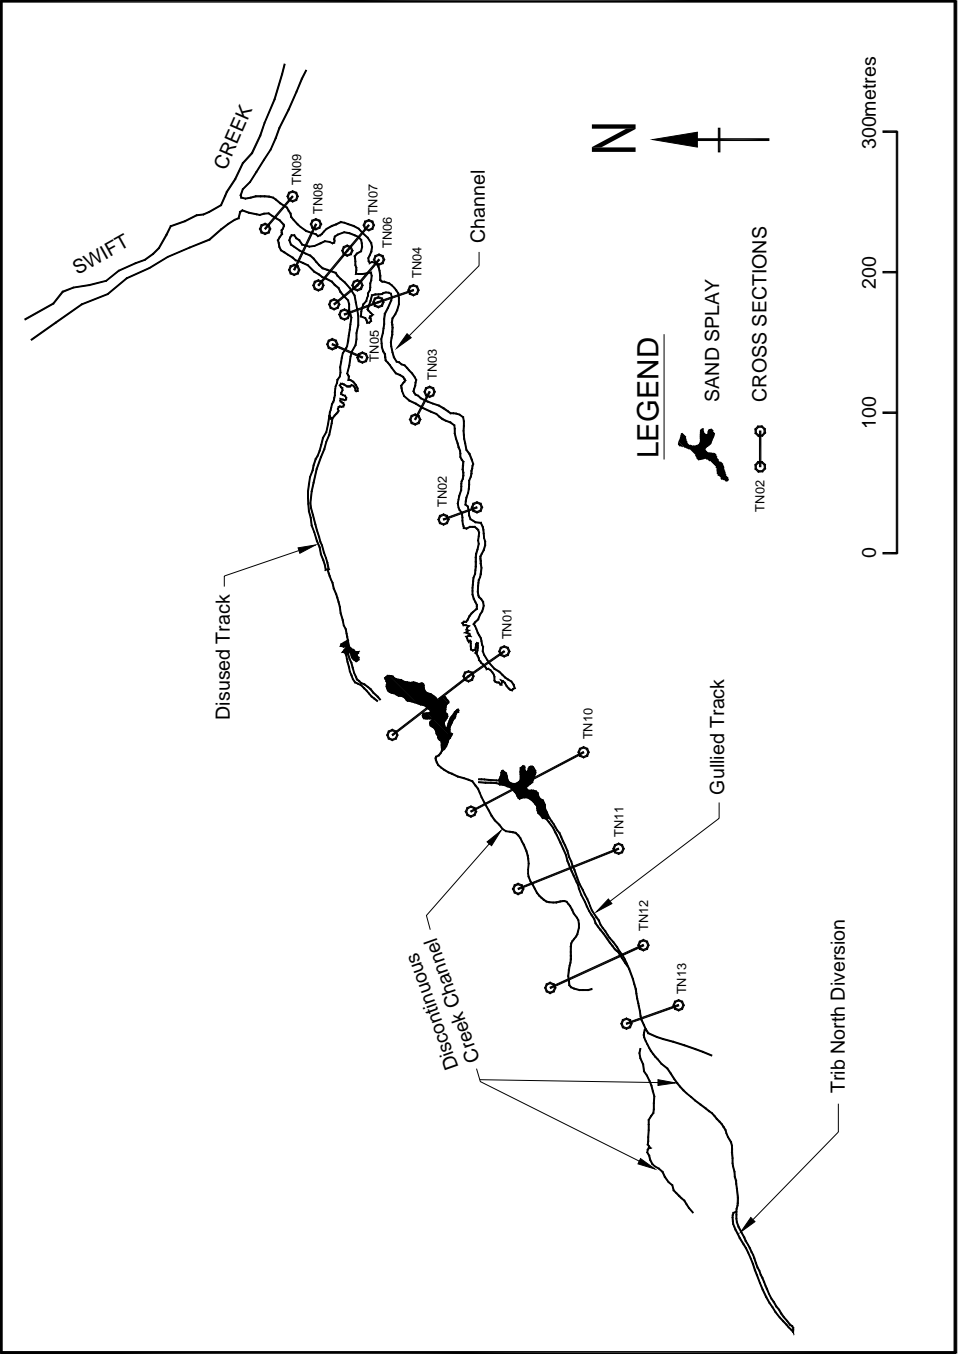 SWIFT
CREEK
TN09
TN08
TN07
TN06
TN04
TN05
TN03
TN02
TN01
TN10
TN11
TN12
TN13
Channel
Disused Track
Gullied Track
Discontinuous
Creek Channel
Trib North Diversion
N
LEGEND
SAND SPLAY
TN02
CROSS SECTIONS
0
100
200
300metres